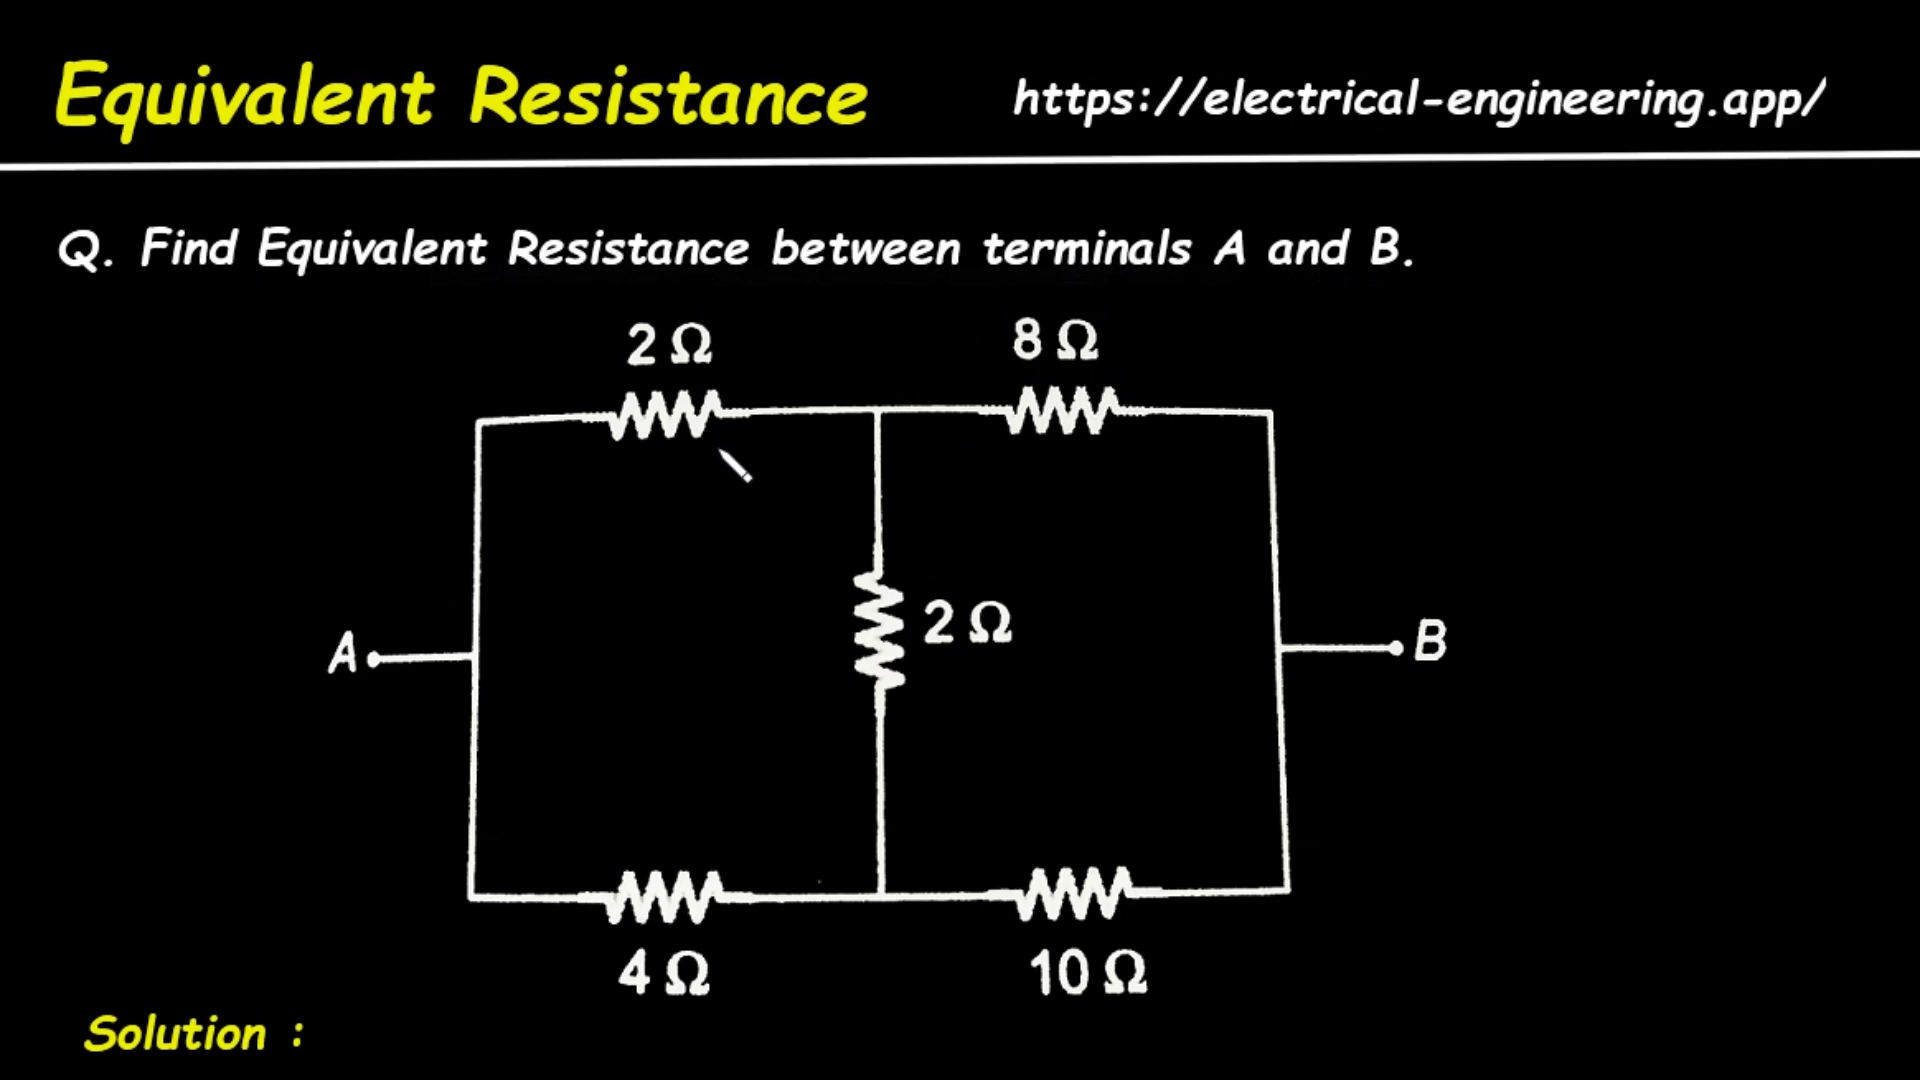 Equivalent Resistance
https://electrical-engineering.app/
Q. Find Equivalent Resistance between terminals A and B.
2 Ω
8 Ω
2 Ω
A
B
4 Ω
10 Ω
Solution :